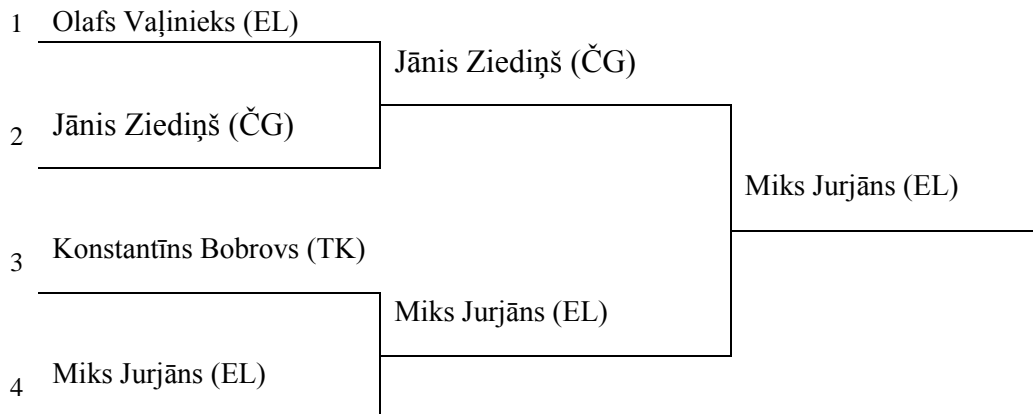 1 Olafs Vaļinieks (EL)
Jānis Ziediņš (ČG)
2 Jānis Ziediņš (ČG)
Miks Jurjāns (EL)
3 Konstantīns Bobrovs (TK)
Miks Jurjāns (EL)
4 Miks Jurjāns (EL)